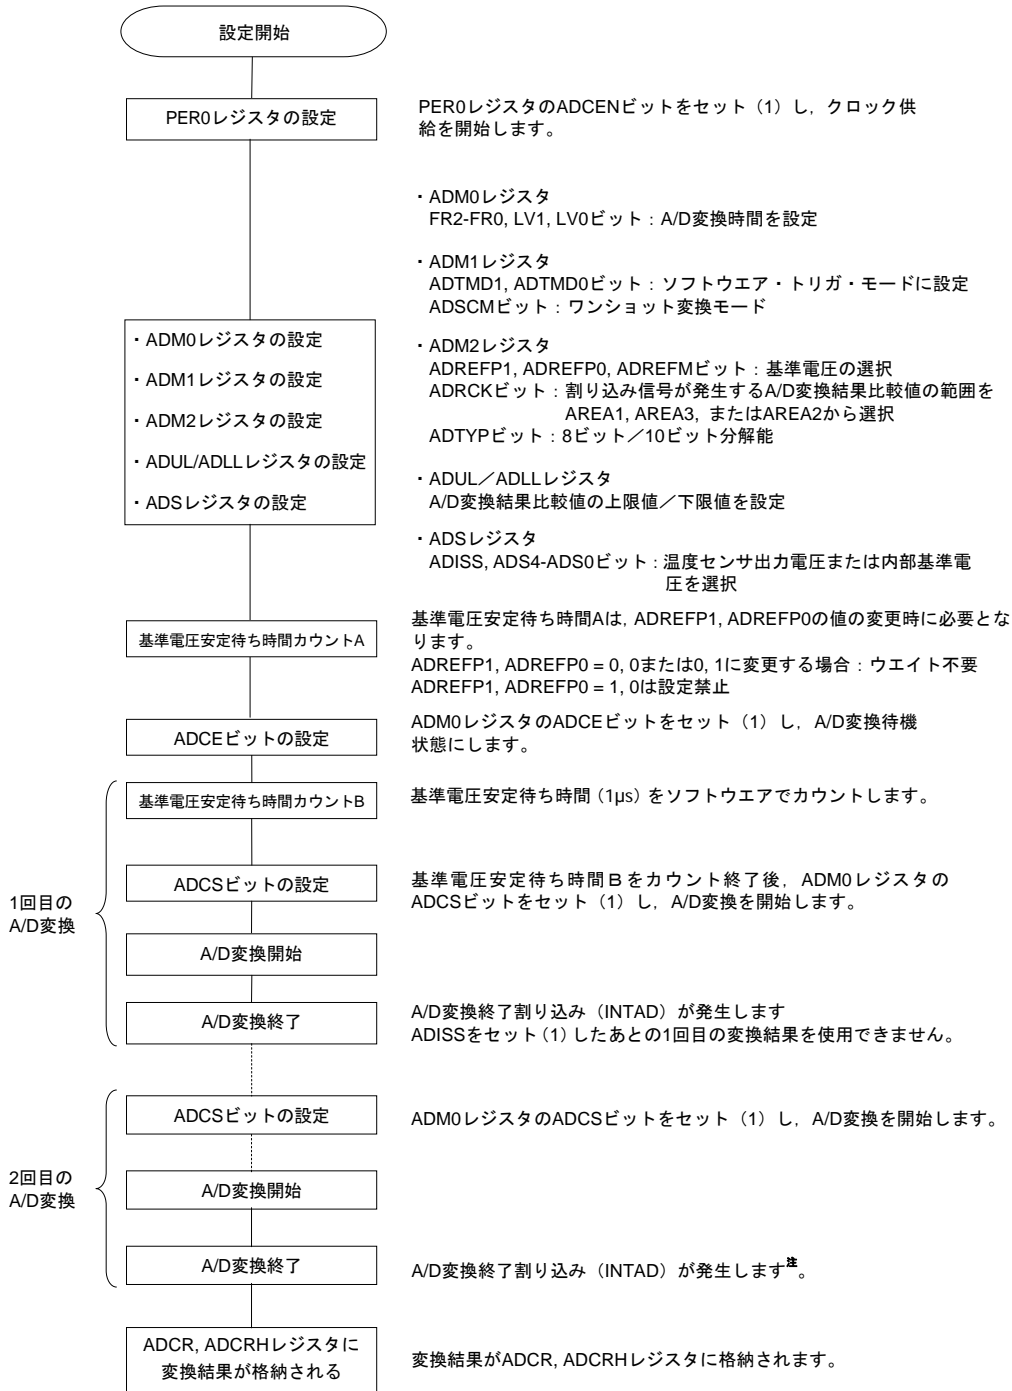 設定開始
PER0レジスタの設定
PER0レジスタのADCENビットをセット（1）し，クロック供
給を開始します。
・ADM0レジスタ
FR2-FR0, LV1, LV0ビット：A/D変換時間を設定
・ADM1レジスタ
ADTMD1, ADTMD0ビット：ソフトウエア・トリガ・モードに設定
ADSCMビット：ワンショット変換モード
・ADM0レジスタの設定
・ADM1レジスタの設定
・ADM2レジスタの設定
・ADUL/ADLLレジスタの設定
・ADSレジスタの設定
・ADM2レジスタ
ADREFP1, ADREFP0, ADREFMビット：基準電圧の選択
ADRCKビット：割り込み信号が発生するA/D変換結果比較値の範囲を
AREA1, AREA3, またはAREA2から選択
ADTYPビット：8ビット／10ビット分解能
・ADUL／ADLLレジスタ
A/D変換結果比較値の上限値／下限値を設定
・ADSレジスタ
ADISS, ADS4-ADS0ビット：温度センサ出力電圧または内部基準電
圧を選択
基準電圧安定待ち時間カウントA
基準電圧安定待ち時間Aは, ADREFP1, ADREFP0の値の変更時に必要とな
ります。
ADREFP1, ADREFP0 = 0, 0または0, 1に変更する場合：ウエイト不要
ADREFP1, ADREFP0 = 1, 0は設定禁止
ADCEビットの設定
ADM0レジスタのADCEビットをセット（1）し，A/D変換待機
状態にします。
1回目の
A/D変換
基準電圧安定待ち時間カウントB
基準電圧安定待ち時間（1μs）をソフトウエアでカウントします。
ADCSビットの設定
基準電圧安定待ち時間Ｂをカウント終了後，ADM0レジスタの
ADCSビットをセット（1）し，A/D変換を開始します。
A/D変換開始
A/D変換終了
A/D変換終了割り込み（INTAD）が発生します
ADISSをセット（1）したあとの1回目の変換結果を使用できません。
2回目の
A/D変換
ADCSビットの設定
ADM0レジスタのADCSビットをセット（1）し，A/D変換を開始します。
A/D変換開始
A/D変換終了
A/D変換終了割り込み（INTAD）が発生します注。
ADCR, ADCRHレジスタに
変換結果が格納される
変換結果がADCR, ADCRHレジスタに格納されます。